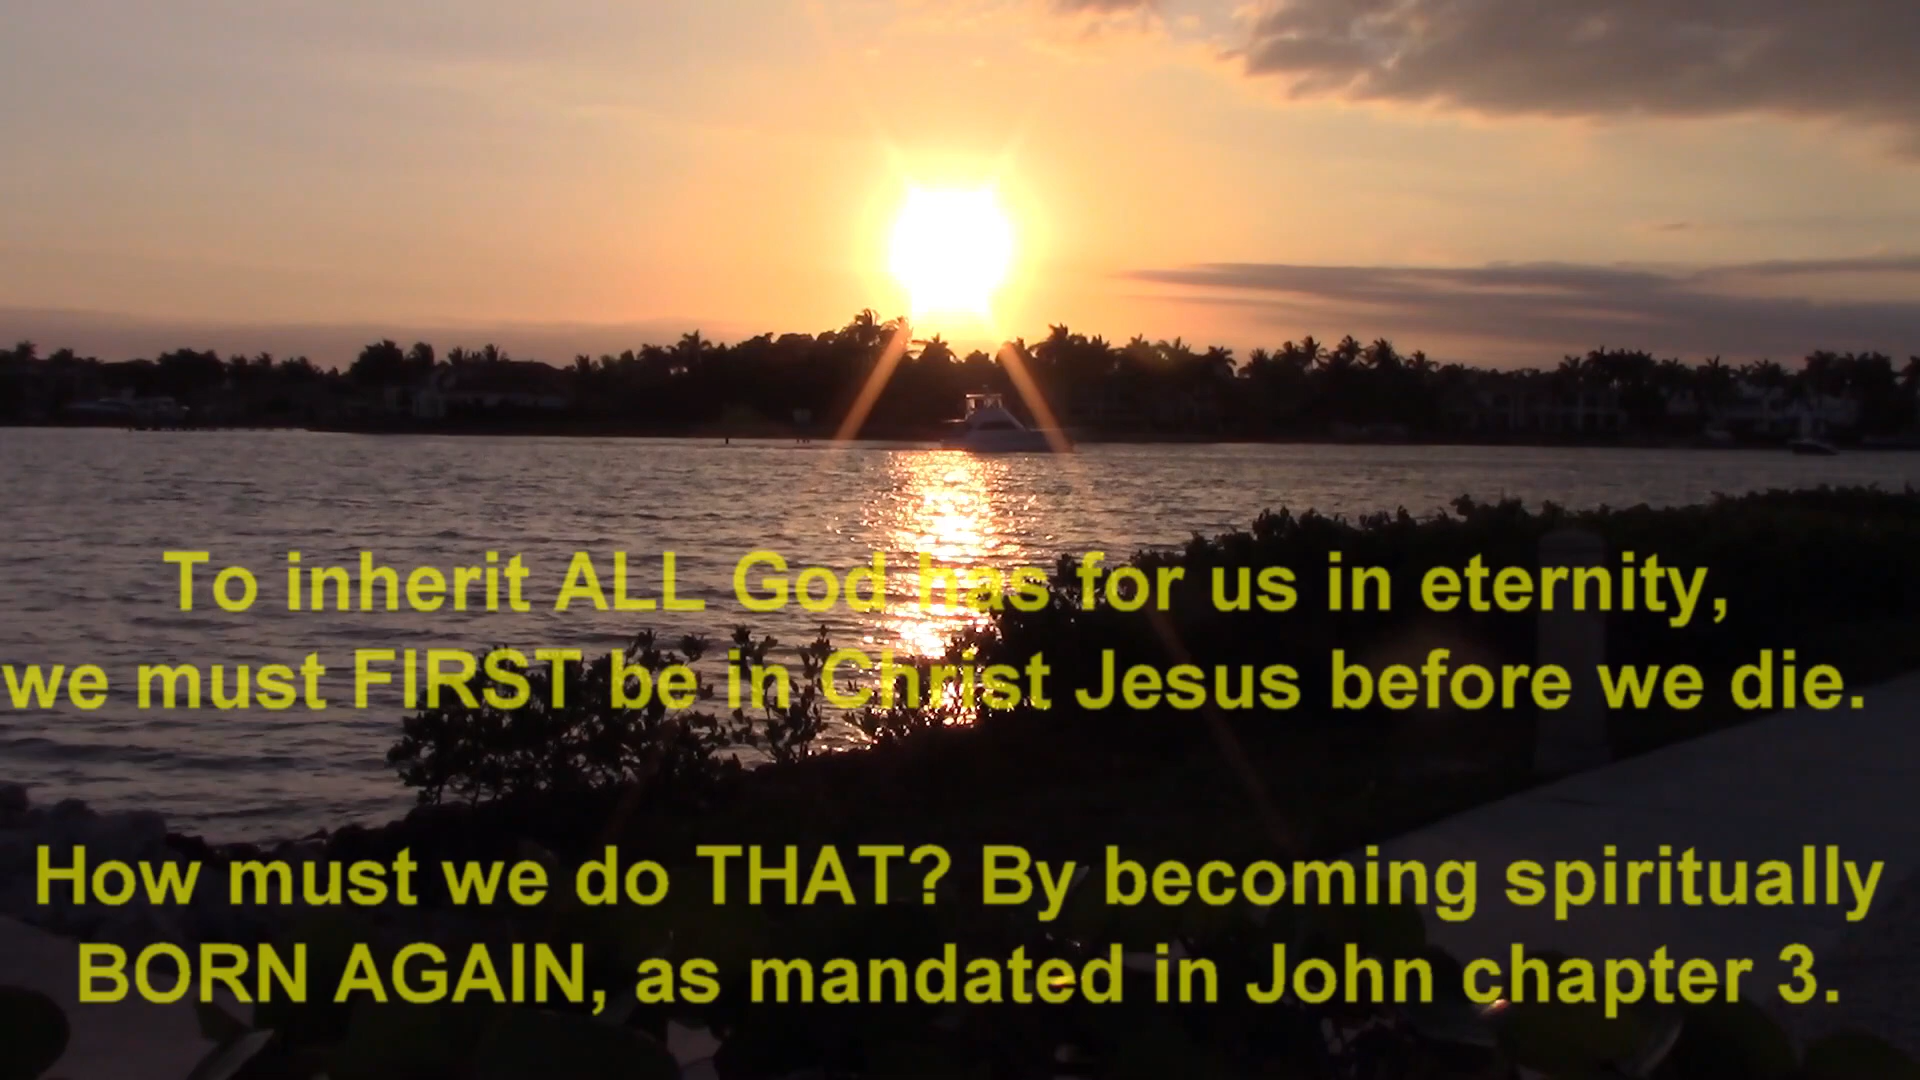 To inherit ALL God has for us in eternity,
we must FIRST be in Christ Jesus before we die.
How must we do THAT? By becoming spiritually
BORN AGAIN, as mandated in John chapter 3.